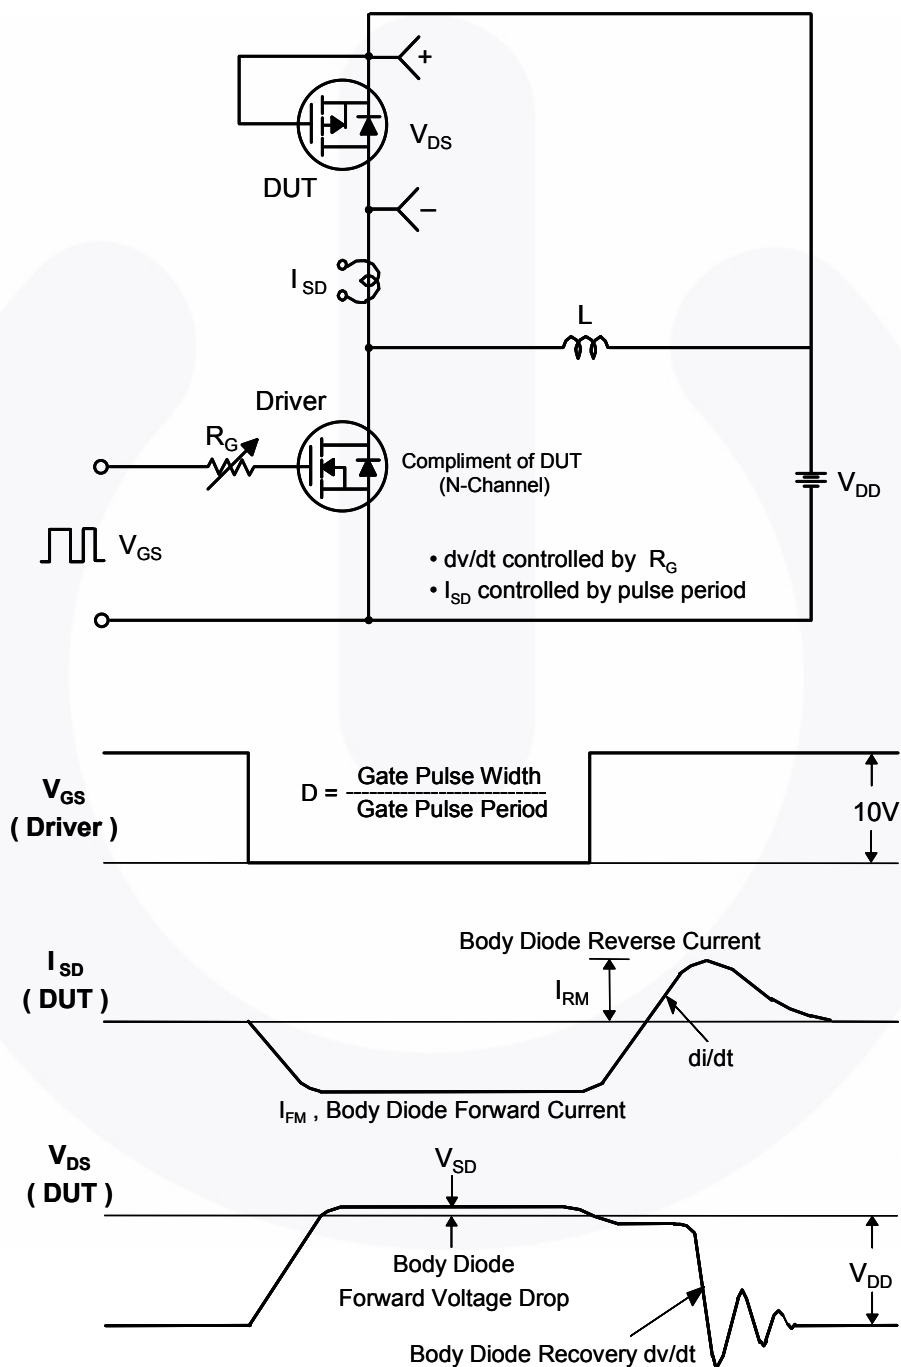 +
V_DS
DUT
–
I_SD
L
Driver
R_G
Compliment of DUT
(N-Channel)
V_DD
V_GS
• dv/dt controlled by R_G
• I_SD controlled by pulse period
V_GS
( Driver )
D = Gate Pulse Width
Gate Pulse Period
10V
I_SD
( DUT )
Body Diode Reverse Current
I_RM
di/dt
I_FM , Body Diode Forward Current
V_DS
( DUT )
V_SD
Body Diode
Forward Voltage Drop
V_DD
Body Diode Recovery dv/dt